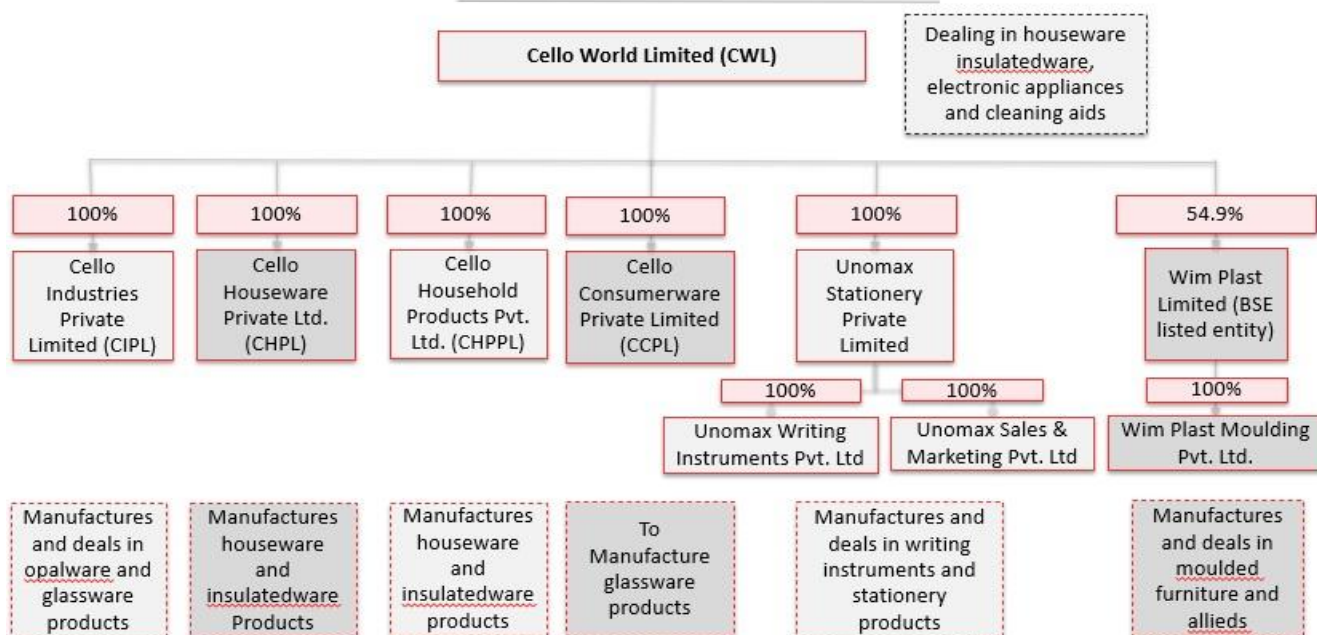 Cello World Limited (CWL)
Dealing in houseware
insulatedware,
electronic appliances
and cleaning aids
100%
100%
100%
100%
100%
54.9%
Cello
Industries
Private
Limited (CIPL)
Cello
Houseware
Private Ltd.
(CHPL)
Cello
Household
Products Pvt.
Ltd. (CHPPL)
Cello
Consumerware
Private Limited
(CCPL)
Unomax
Stationery
Private
Limited
Wim Plast
Limited (BSE
listed entity)
100%
100%
100%
Unomax Writing
Instruments Pvt. Ltd
Unomax Sales &
Marketing Pvt. Ltd
Wim Plast Moulding
Pvt. Ltd.
Manufactures
and deals in
opalware and
glassware
products
Manufactures
houseware
and
insulatedware
Products
Manufactures
houseware
and
insulatedware
products
To
Manufacture
glassware
products
Manufactures and
deals in writing
instruments and
stationery
products
Manufactures
and deals in
moulded
furniture and
allieds